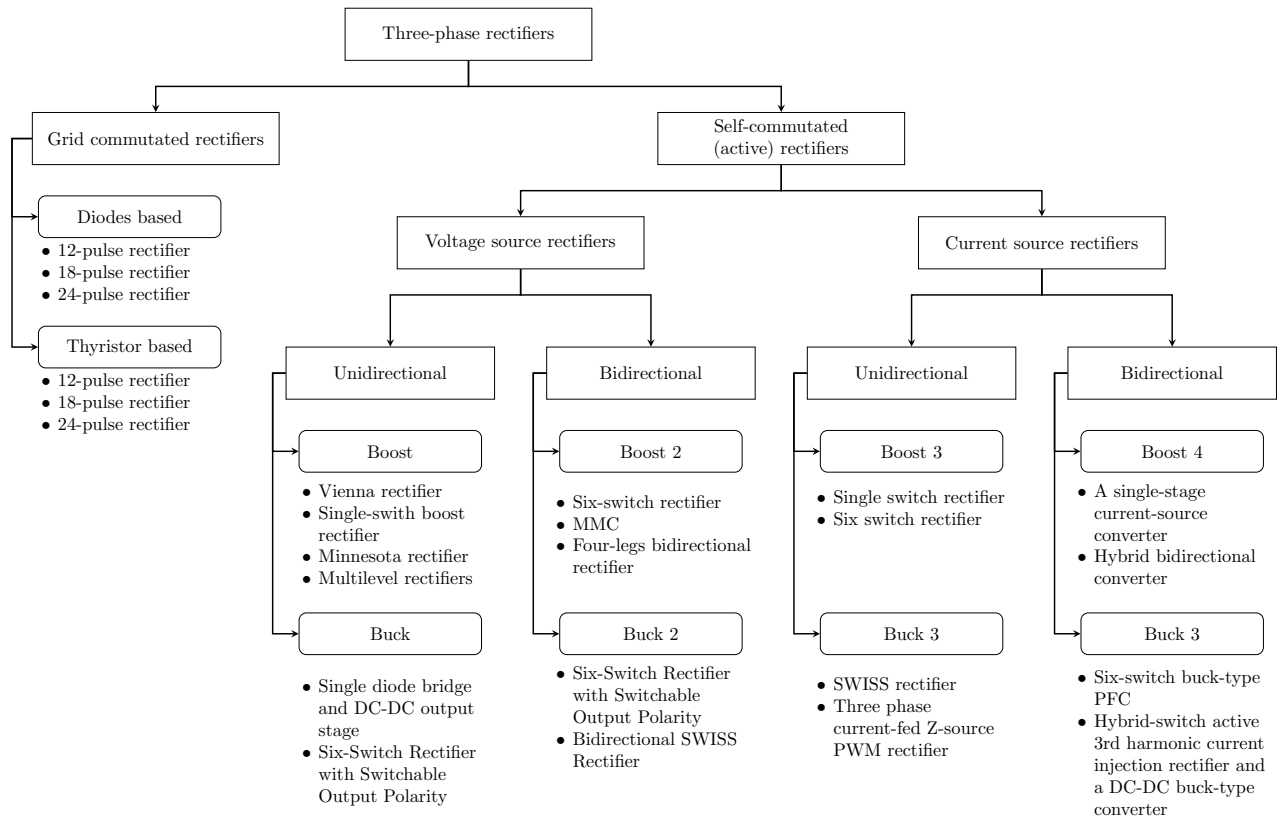 Three-phase rectifiers
Grid commutated rectifiers
Self-commutated
(active) rectifiers
Diodes based
• 12-pulse rectifier
• 18-pulse rectifier
• 24-pulse rectifier
Thyristor based
• 12-pulse rectifier
• 18-pulse rectifier
• 24-pulse rectifier
Voltage source rectifiers
Current source rectifiers
Unidirectional
Boost
• Vienna rectifier
• Single-swith boost
rectifier
• Minnesota rectifier
• Multilevel rectifiers
Buck
• Single diode bridge
and DC-DC output
stage
• Six-Switch Rectifier
with Switchable
Output Polarity
Bidirectional
Boost 2
• Six-switch rectifier
• MMC
• Four-legs bidirectional
rectifier
Buck 2
• Six-Switch Rectifier
with Switchable
Output Polarity
• Bidirectional SWISS
Rectifier
Unidirectional
Boost 3
• Single switch rectifier
• Six switch rectifier
Buck 3
• SWISS rectifier
• Three phase
current-fed Z-source
PWM rectifier
Bidirectional
Boost 4
• A single-stage
current-source
converter
• Hybrid bidirectional
converter
Buck 3
• Six-switch buck-type
PFC
• Hybrid-switch active
3rd harmonic current
injection rectifier and
a DC-DC buck-type
converter